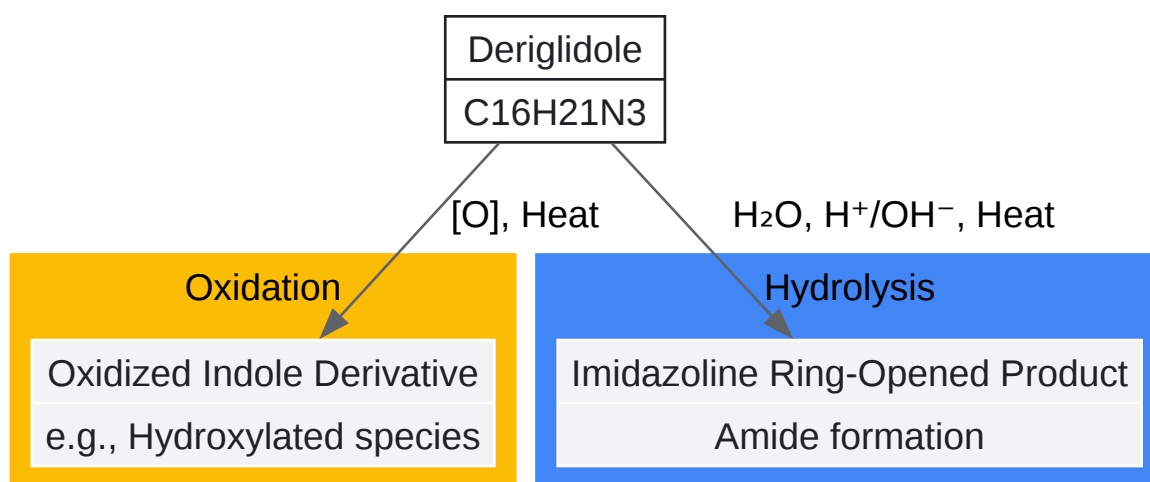 Deriglidole
C16H21N3
[O], Heat
H₂O, H⁺/OH⁻, Heat
Oxidation
Hydrolysis
Oxidized Indole Derivative
e.g., Hydroxylated species
Imidazoline Ring-Opened Product
Amide formation